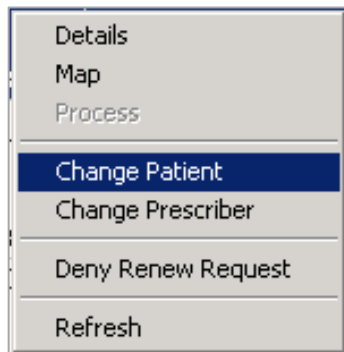 Details
Map
Process
Change Patient
Change Prescriber
Deny Renew Request
Refresh